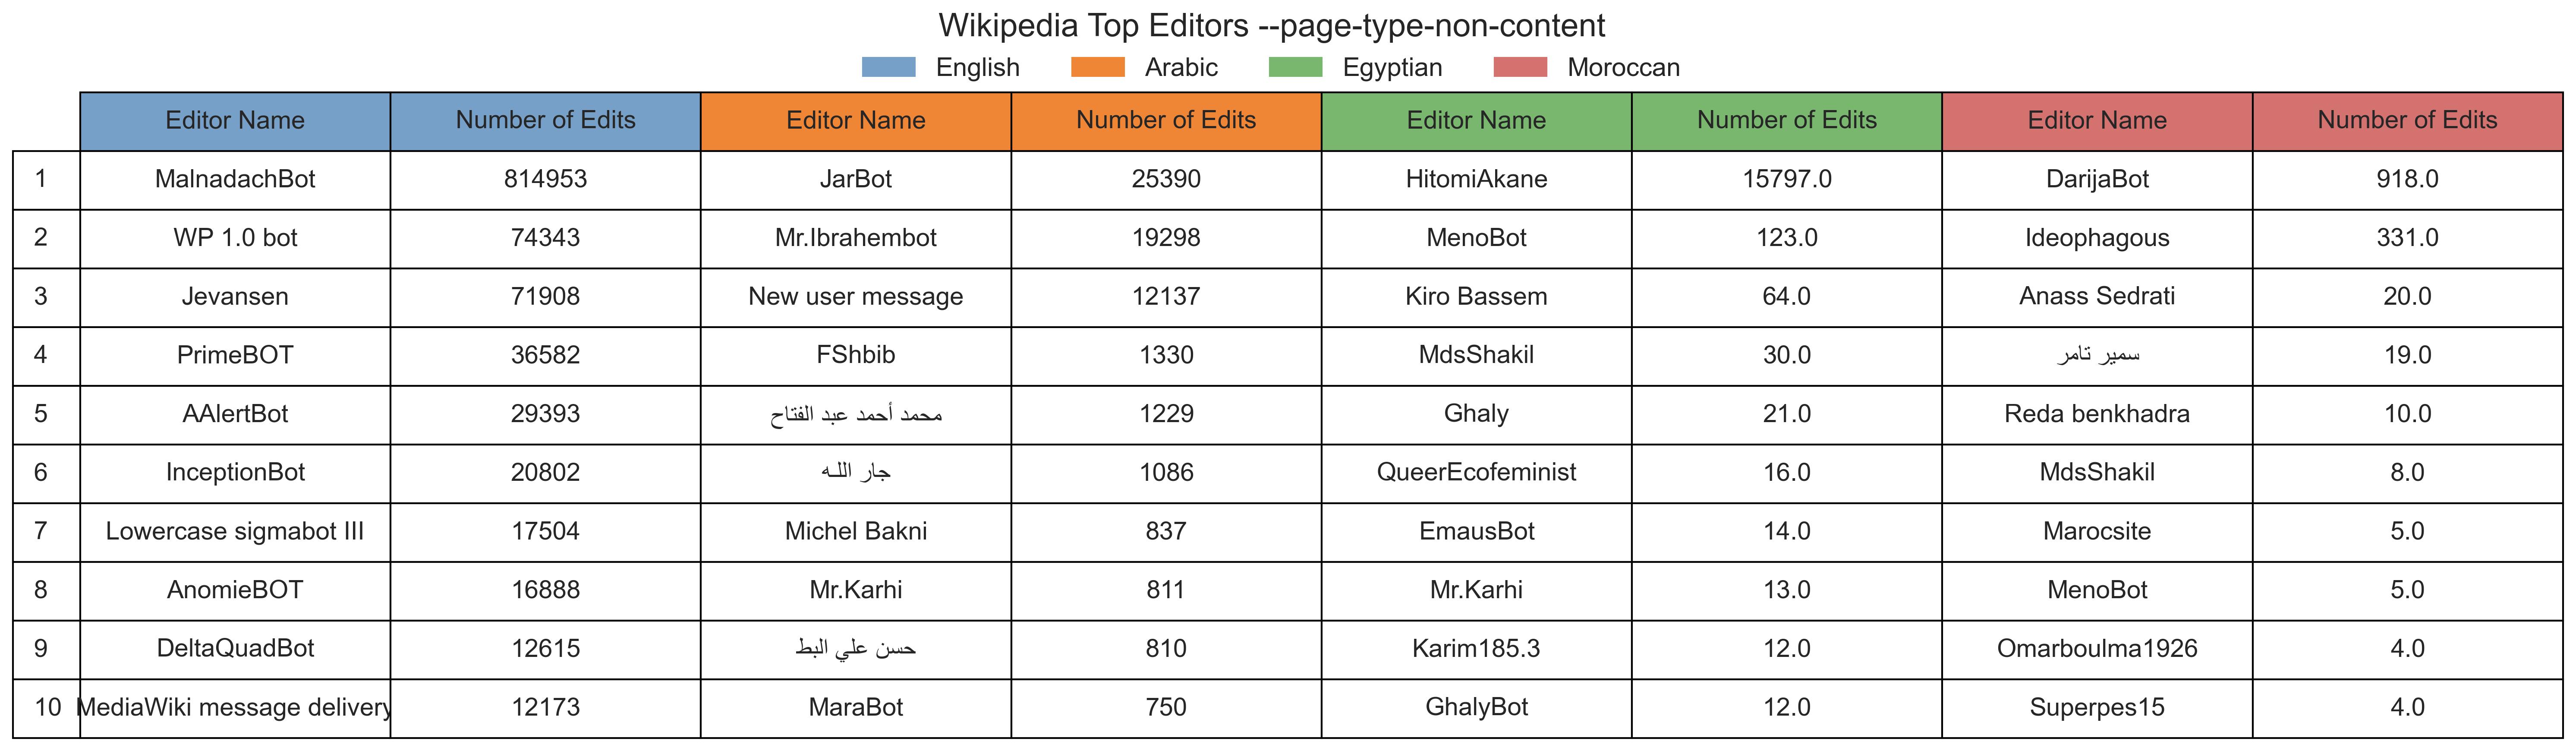 Wikipedia Top Editors --page-type-non-content
English Arabic Egyptian Moroccan
Editor Name Number of Edits Editor Name Number of Edits Editor Name Number of Edits Editor Name Number of Edits
1 MalnadachBot 814953 JarBot 25390 HitomiAkane 15797.0 DarijaBot 918.0
2 WP 1.0 bot 74343 Mr.Ibrahembot 19298 MenoBot 123.0 Ideophagous 331.0
3 Jevansen 71908 New user message 12137 Kiro Bassem 64.0 Anass Sedrati 20.0
4 PrimeBOT 36582 FShbib 1330 MdsShakil 30.0 سمير تامر 19.0
5 AAlertBot 29393 محمد أحمد عبد الفتاح 1229 Ghaly 21.0 Reda benkhadra 10.0
6 InceptionBot 20802 جار الله 1086 QueerEcofeminist 16.0 MdsShakil 8.0
7 Lowercase sigmabot III 17504 Michel Bakni 837 EmausBot 14.0 Marocsite 5.0
8 AnomieBOT 16888 Mr.Karhi 811 Mr.Karhi 13.0 MenoBot 5.0
9 DeltaQuadBot 12615 حسن علي البط 810 Karim185.3 12.0 Omarboulma1926 4.0
10 MediaWiki message delivery 12173 MaraBot 750 GhalyBot 12.0 Superpes15 4.0